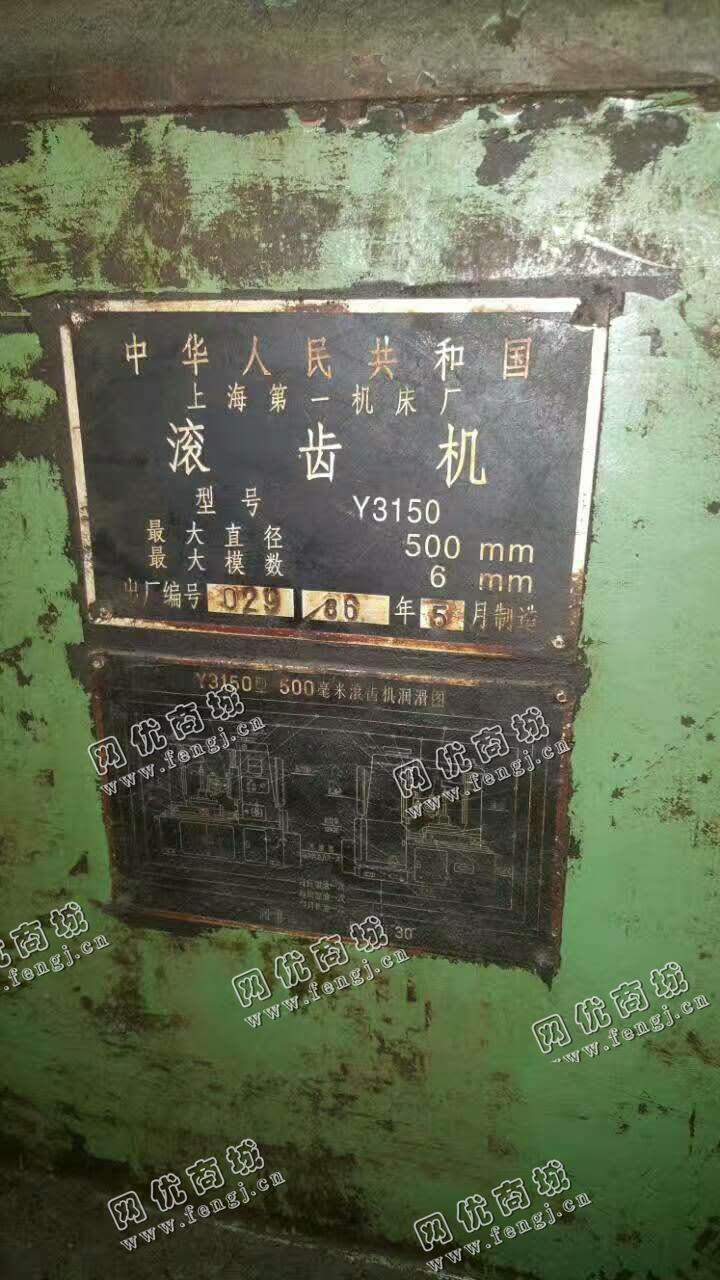 中华人民共和国
上海第一机床厂
滚齿机
型号 Y3150
最大直径 500 mm
最大模数 6 mm
出厂编号 029 86 年 5 月制造
Y3150型 500毫米滚齿机润滑图
30
网优商城
www.fengj.cn
网优商城
www.fengj.cn
网优商城
www.fengj.cn
网优商城
www.fengj.cn
网优商城
www.fengj.cn
网优商城
www.fengj.cn
网优商城
www.fengj.cn